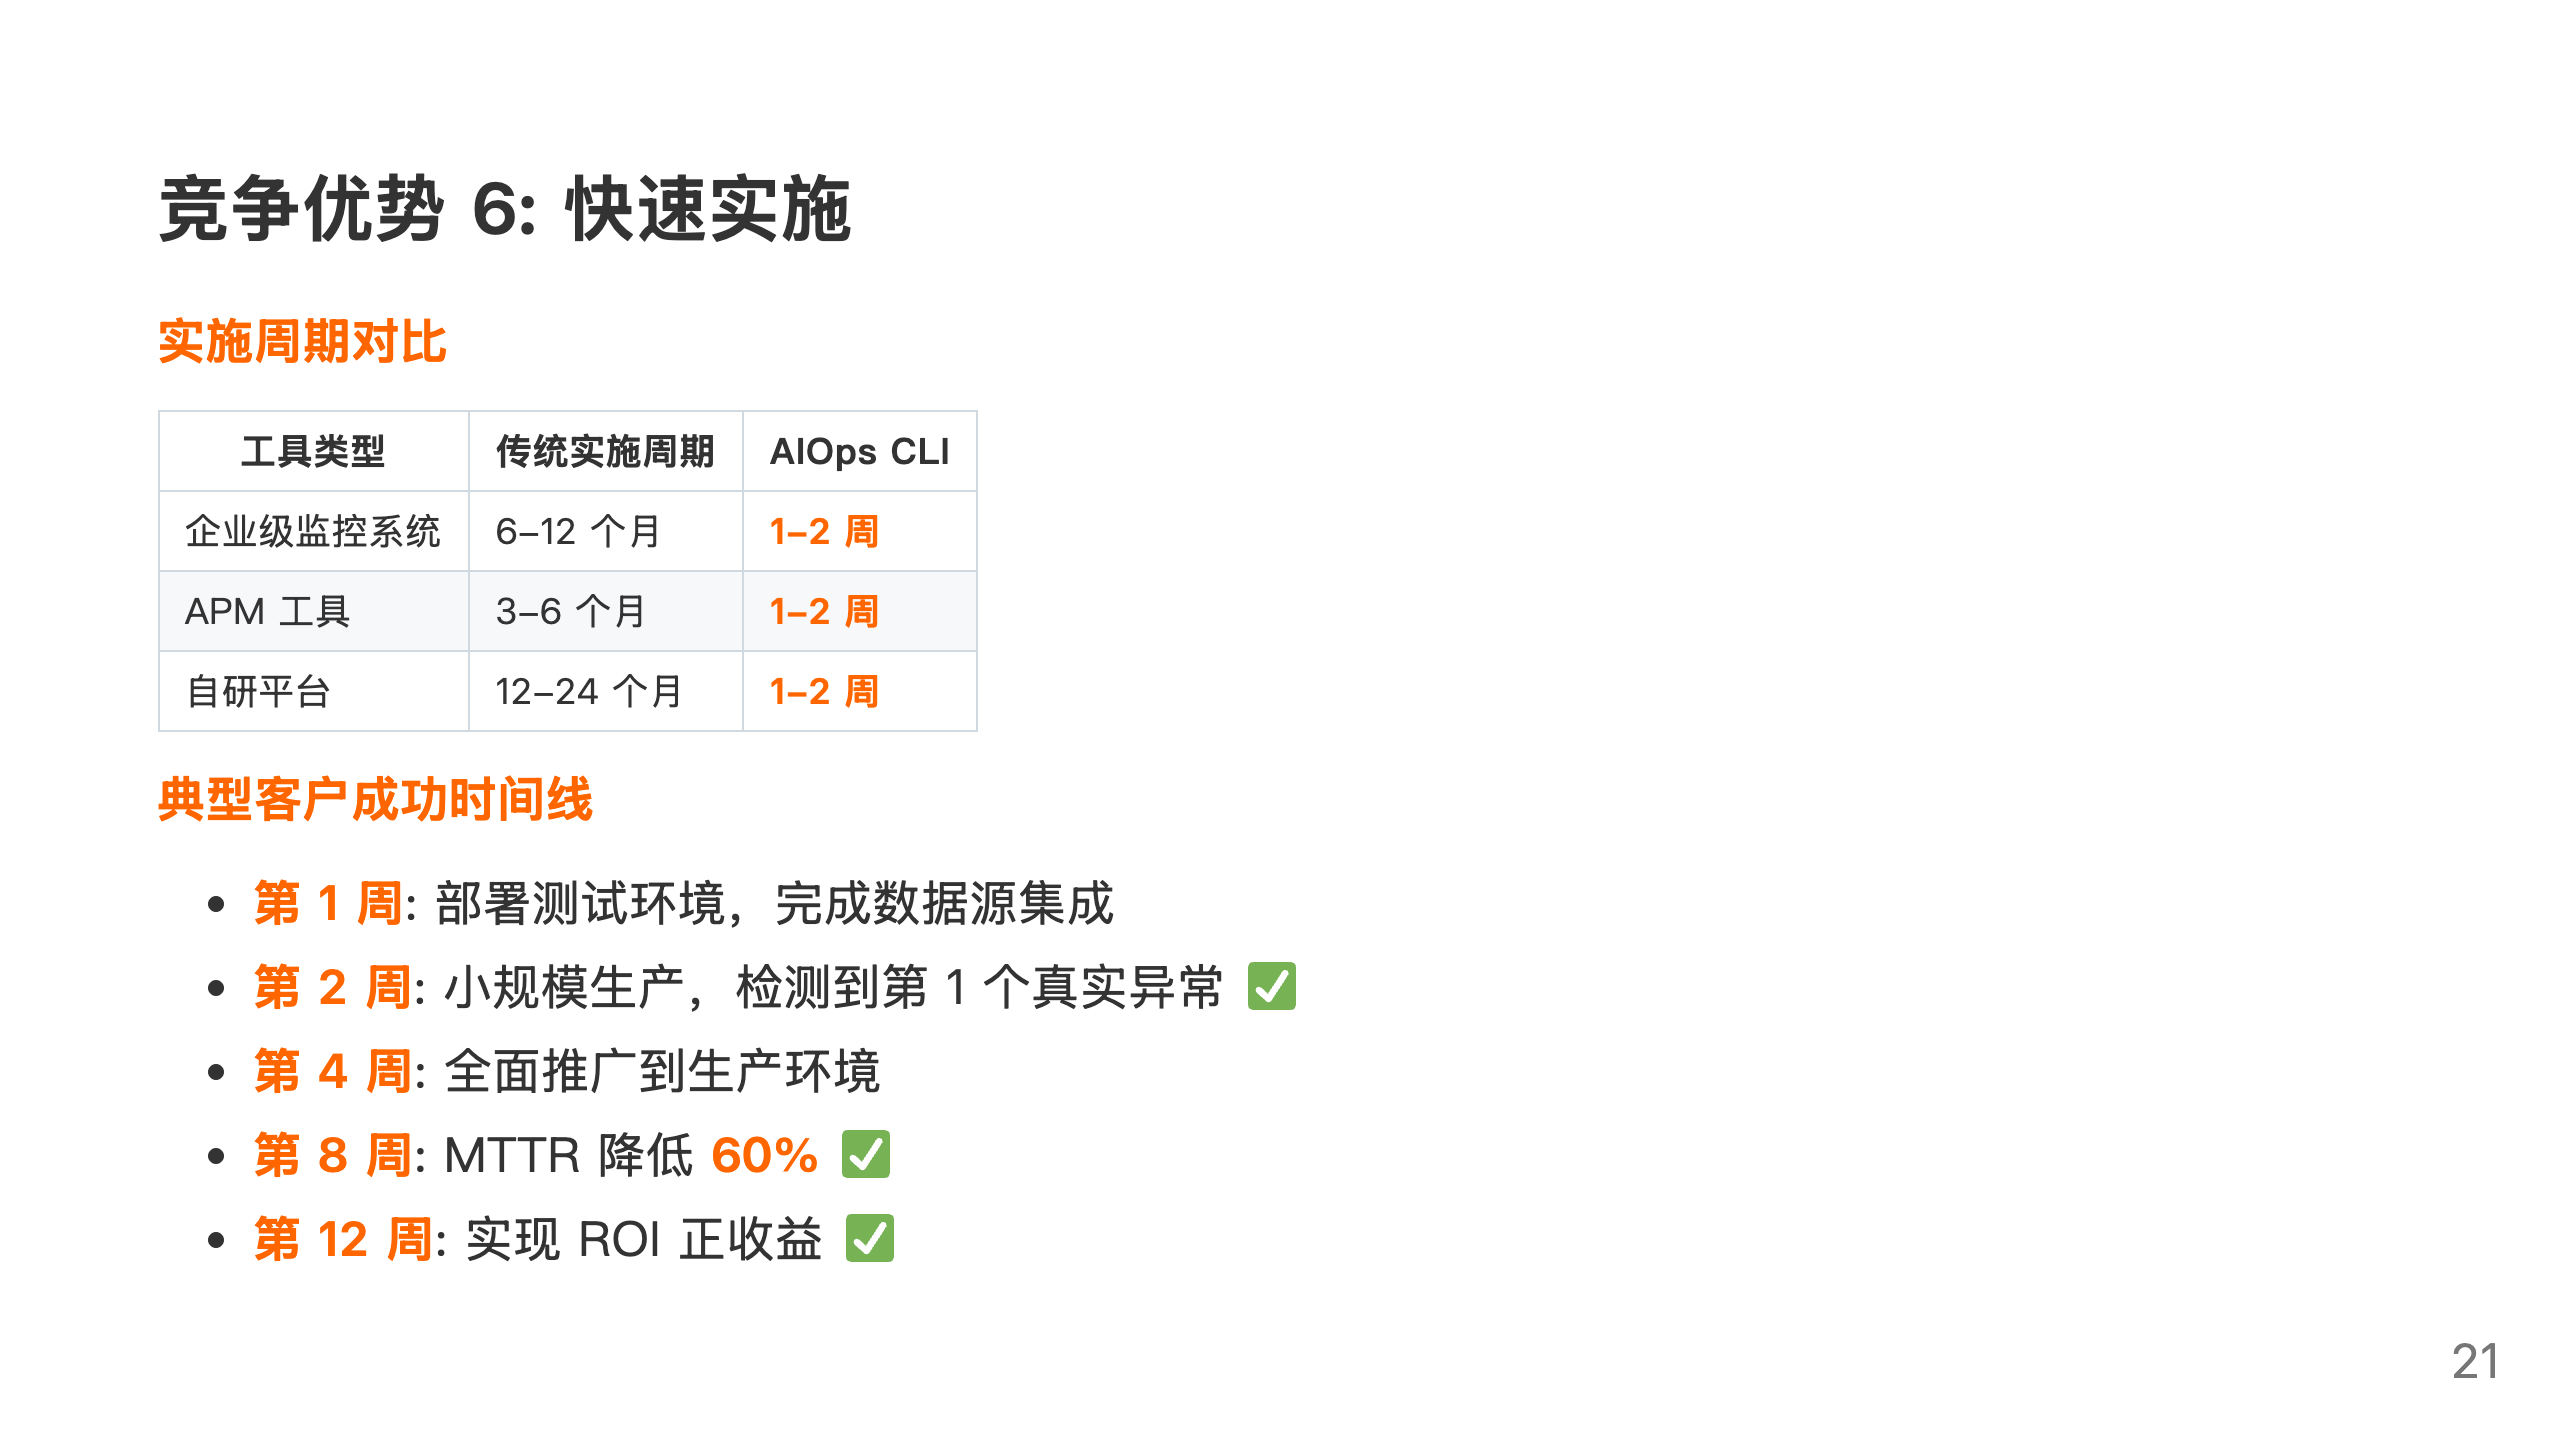 竞争优势 6: 快速实施
实施周期对比
工具类型 传统实施周期 AIOps CLI
企业级监控系统 6–12 个月 1–2 周
APM 工具 3–6 个月 1–2 周
自研平台 12–24 个月 1–2 周
典型客户成功时间线
• 第 1 周: 部署测试环境，完成数据源集成
• 第 2 周: 小规模生产，检测到第 1 个真实异常 ✅
• 第 4 周: 全面推广到生产环境
• 第 8 周: MTTR 降低 60% ✅
• 第 12 周: 实现 ROI 正收益 ✅
21